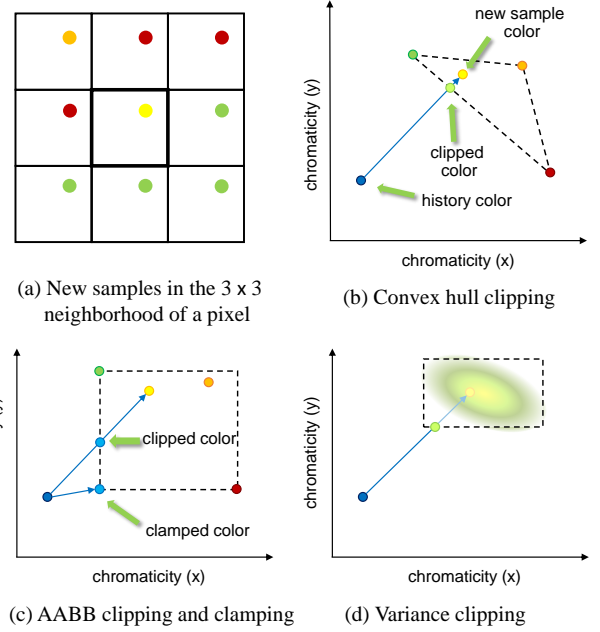 new sample
color
chromaticity (y)
clipped
color
history color
chromaticity (x)
(a) New samples in the 3 x 3
neighborhood of a pixel
(b) Convex hull clipping
clipped color
clamped color
chromaticity (x)
(c) AABB clipping and clamping
chromaticity (y)
chromaticity (x)
(d) Variance clipping